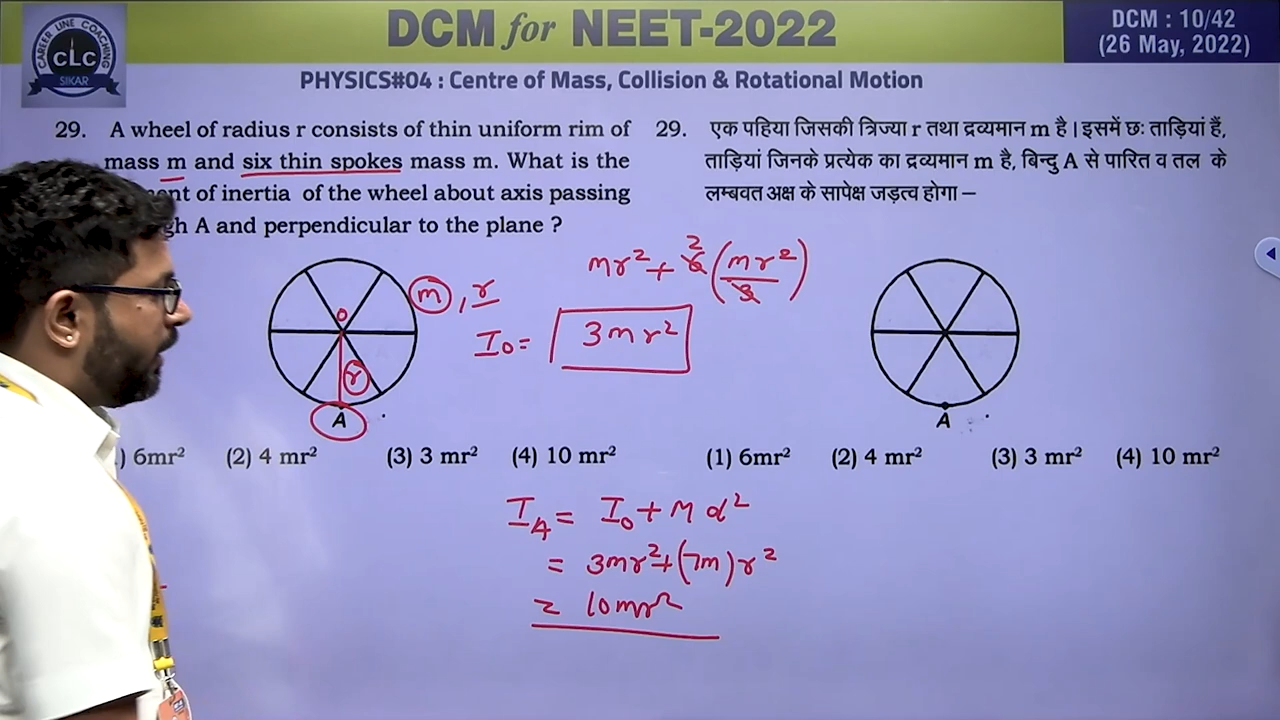 CAREER LINE COACHING
CLC
SIKAR
DCM for NEET-2022
DCM : 10/42
(26 May, 2022)
PHYSICS#04 : Centre of Mass, Collision & Rotational Motion
29. A wheel of radius r consists of thin uniform rim of
mass m and six thin spokes mass m. What is the
nt of inertia of the wheel about axis passing
gh A and perpendicular to the plane ?
O
r
A
m , r
mr² + 6 2 (mr²/3)
I₀ = 3mr²
) 6mr² (2) 4 mr² (3) 3 mr² (4) 10 mr²
29. एक पहिया जिसकी त्रिज्या r तथा द्रव्यमान m है। इसमें छः ताड़ियां हैं,
ताड़ियां जिनके प्रत्येक का द्रव्यमान m है, बिन्दु A से पारित व तल के
लम्बवत अक्ष के सापेक्ष जड़त्व होगा –
A
(1) 6mr² (2) 4 mr² (3) 3 mr² (4) 10 mr²
I_A = I₀ + Md²
= 3mr² + (7m)r²
= 10mr²